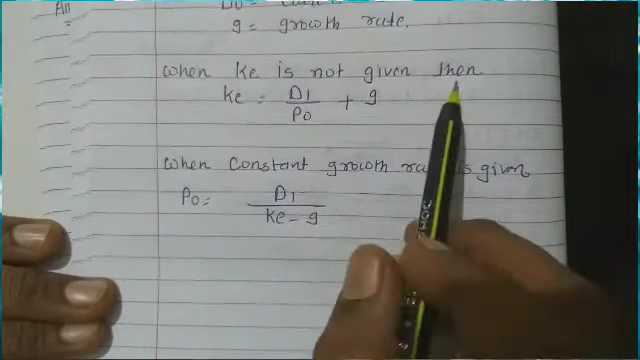 An
g = growth rate.
When ke is not given then
ke = D1/P0 + g
When Constant growth is given
P0 = D1/ke - g